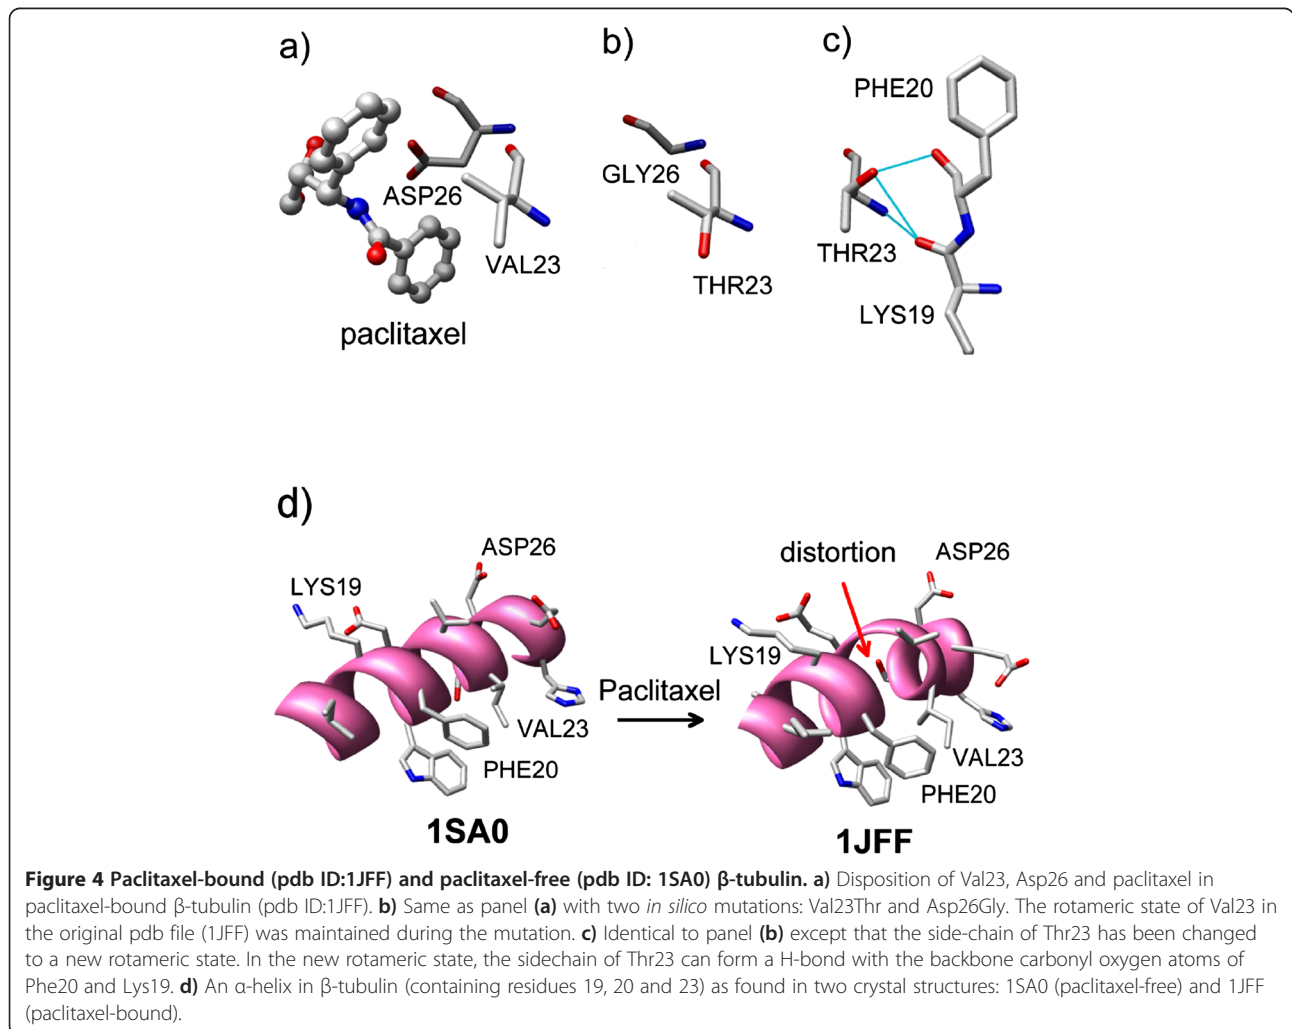 a)
b)
c)
PHE20
ASP26
GLY26
VAL23
THR23
THR23
LYS19
paclitaxel
d)
ASP26
LYS19
VAL23
PHE20
1SA0
Paclitaxel
distortion
ASP26
LYS19
VAL23
PHE20
1JFF
Figure 4 Paclitaxel-bound (pdb ID:1JFF) and paclitaxel-free (pdb ID: 1SA0) β-tubulin. a) Disposition of Val23, Asp26 and paclitaxel in
paclitaxel-bound β-tubulin (pdb ID:1JFF). b) Same as panel (a) with two in silico mutations: Val23Thr and Asp26Gly. The rotameric state of Val23 in
the original pdb file (1JFF) was maintained during the mutation. c) Identical to panel (b) except that the side-chain of Thr23 has been changed
to a new rotameric state. In the new rotameric state, the sidechain of Thr23 can form a H-bond with the backbone carbonyl oxygen atoms of
Phe20 and Lys19. d) An α-helix in β-tubulin (containing residues 19, 20 and 23) as found in two crystal structures: 1SA0 (paclitaxel-free) and 1JFF
(paclitaxel-bound).